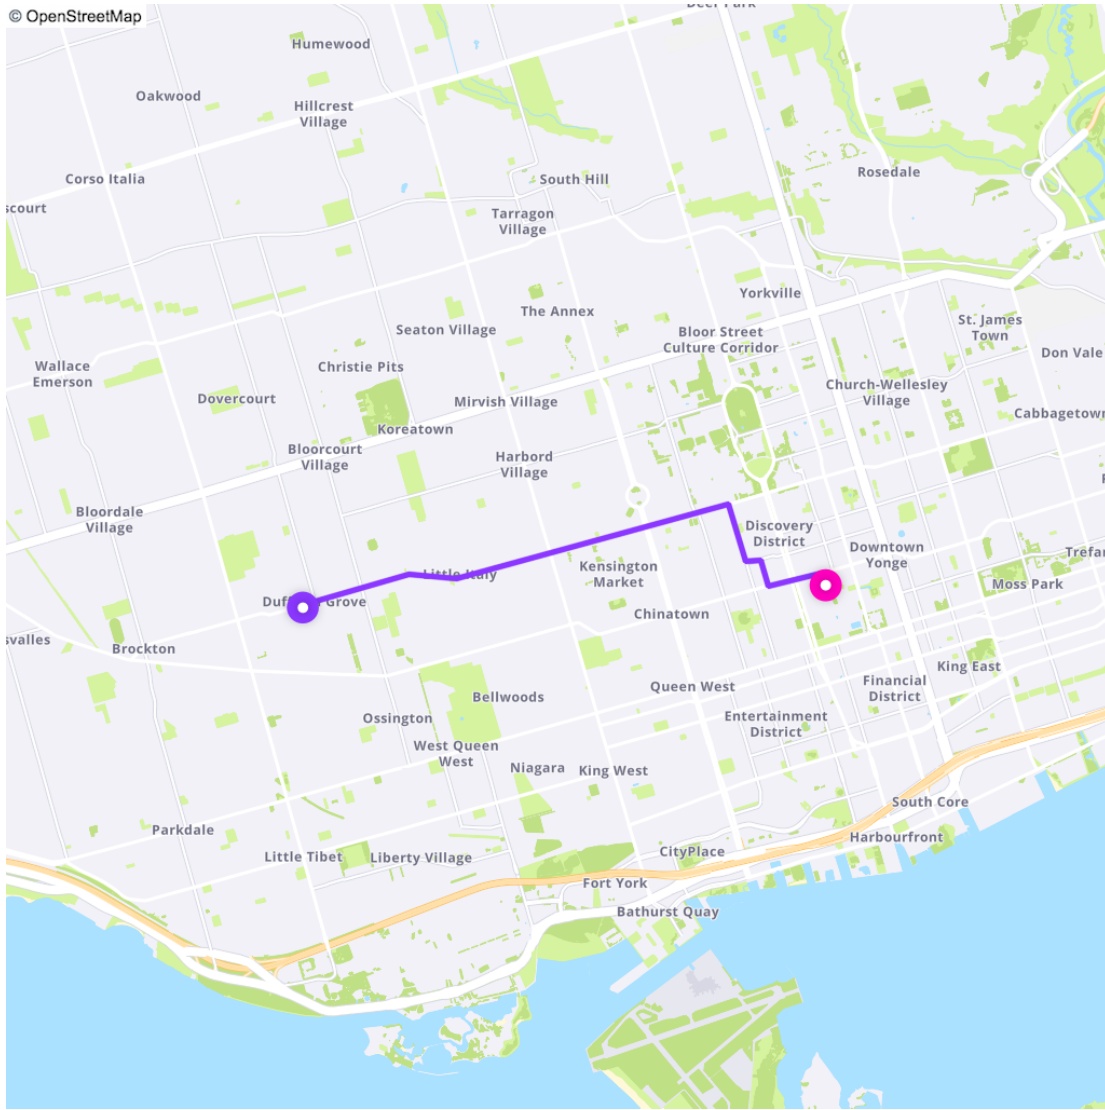 © OpenStreetMap
Humewood
Oakwood
Hillcrest
Village
Corso Italia
South Hill
Rosedale
scourt
Tarragon
Village
Yorkville
The Annex
Seaton Village
Bloor Street
Culture Corridor
St. James
Town
Don Vale
Wallace
Emerson
Christie Pits
Church-Wellesley
Village
Dovercourt
Mirvish Village
Cabbagetown
Koreatown
Bloorcourt
Village
Harbord
Village
Bloordale
Village
Discovery
District
Downtown
Yonge
Trefan
Little Italy
Kensington
Market
Moss Park
Chinatown
svalles
Brockton
King East
Queen West
Financial
District
Bellwoods
Ossington
Entertainment
District
West Queen
West
Niagara
King West
South Core
Parkdale
Harbourfront
Little Tibet
Liberty Village
CityPlace
Fort York
Bathurst Quay